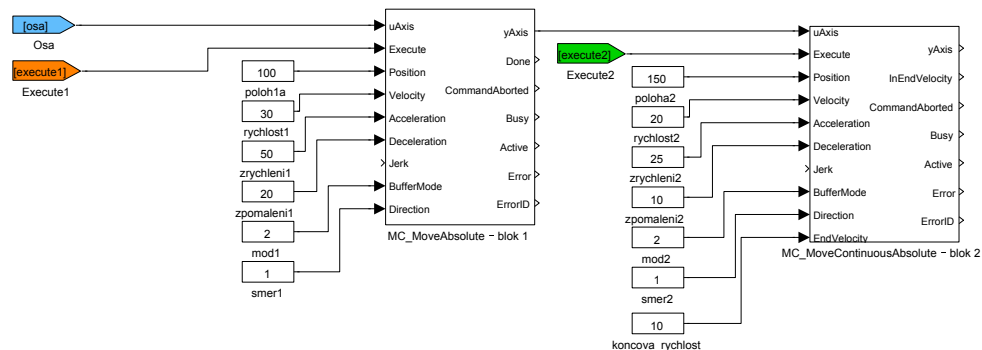 [osa]
Osa
[execute1]
Execute1
100
poloh1a
30
rychlost1
50
zrychleni1
20
zpomaleni1
2
mod1
1
smer1
uAxis
Execute
Position
Velocity
Acceleration
Deceleration
Jerk
BufferMode
Direction
yAxis
Done
CommandAborted
Busy
Active
Error
ErrorID
MC_MoveAbsolute − blok 1
[execute2]
Execute2
150
poloha2
20
rychlost2
25
zrychleni2
10
zpomaleni2
2
mod2
1
smer2
10
koncova_rychlost
uAxis
Execute
Position
Velocity
Acceleration
Deceleration
Jerk
BufferMode
Direction
EndVelocity
yAxis
InEndVelocity
CommandAborted
Busy
Active
Error
ErrorID
MC_MoveContinuousAbsolute − blok 2